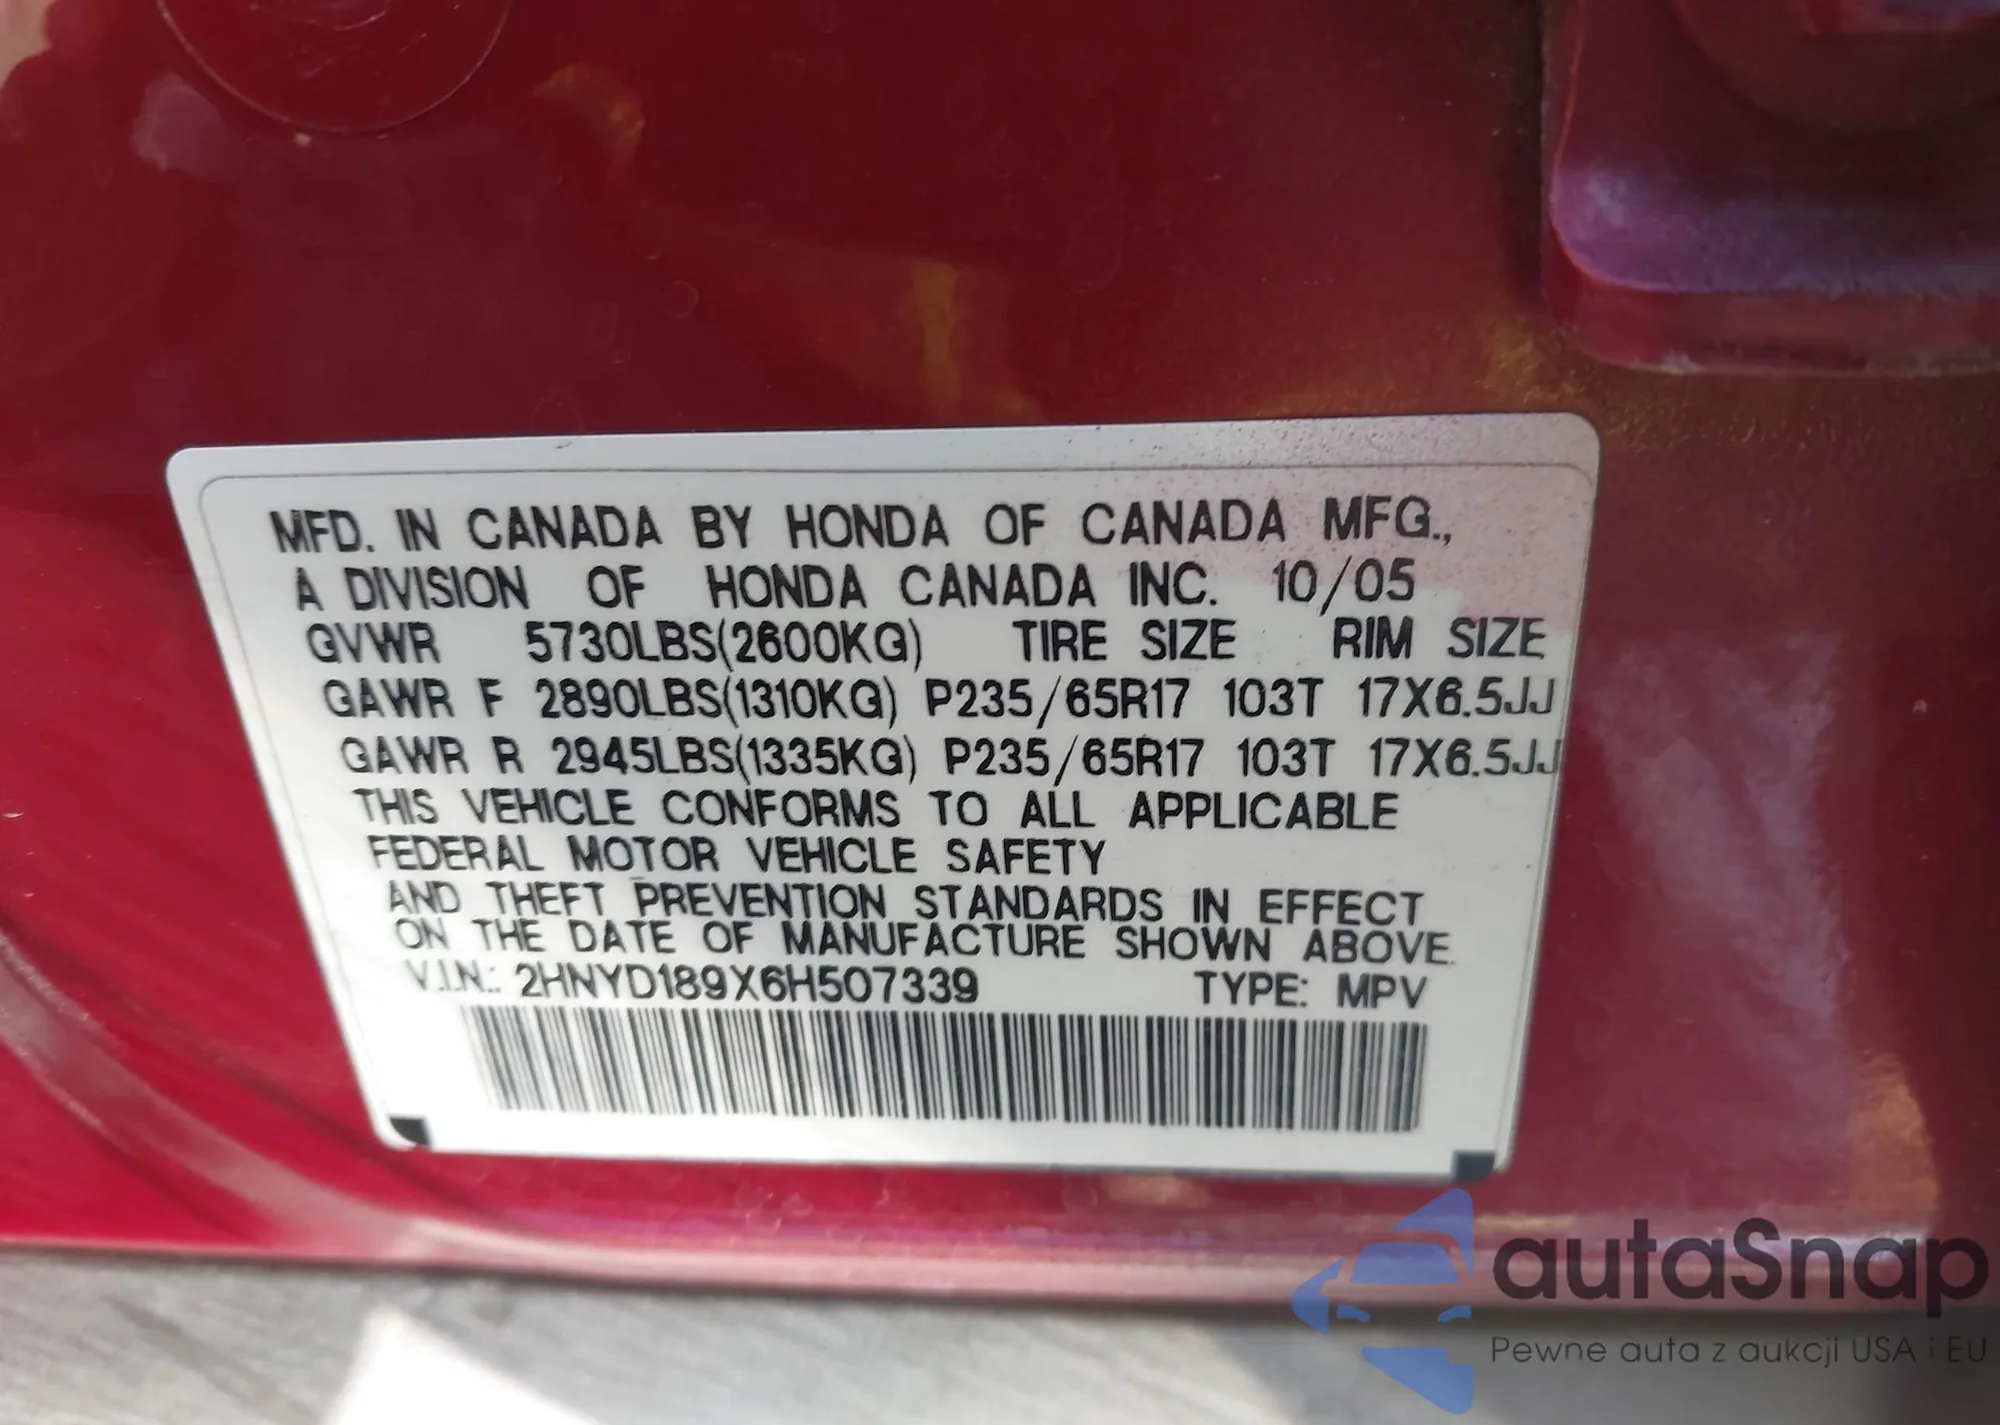 MFD. IN CANADA BY HONDA OF CANADA MFG.,
A DIVISION OF HONDA CANADA INC. 10/05
GVWR 5730LBS(2600KG) TIRE SIZE RIM SIZE
GAWR F 2890LBS(1310KG) P235/65R17 103T 17X6.5JJ
GAWR R 2945LBS(1335KG) P235/65R17 103T 17X6.5JJ
THIS VEHICLE CONFORMS TO ALL APPLICABLE
FEDERAL MOTOR VEHICLE SAFETY
AND THEFT PREVENTION STANDARDS IN EFFECT
ON THE DATE OF MANUFACTURE SHOWN ABOVE.
V.I.N.: 2HNYD189X6H507339 TYPE: MPV
autaSnap
Pewne auta z aukcji USA i EU